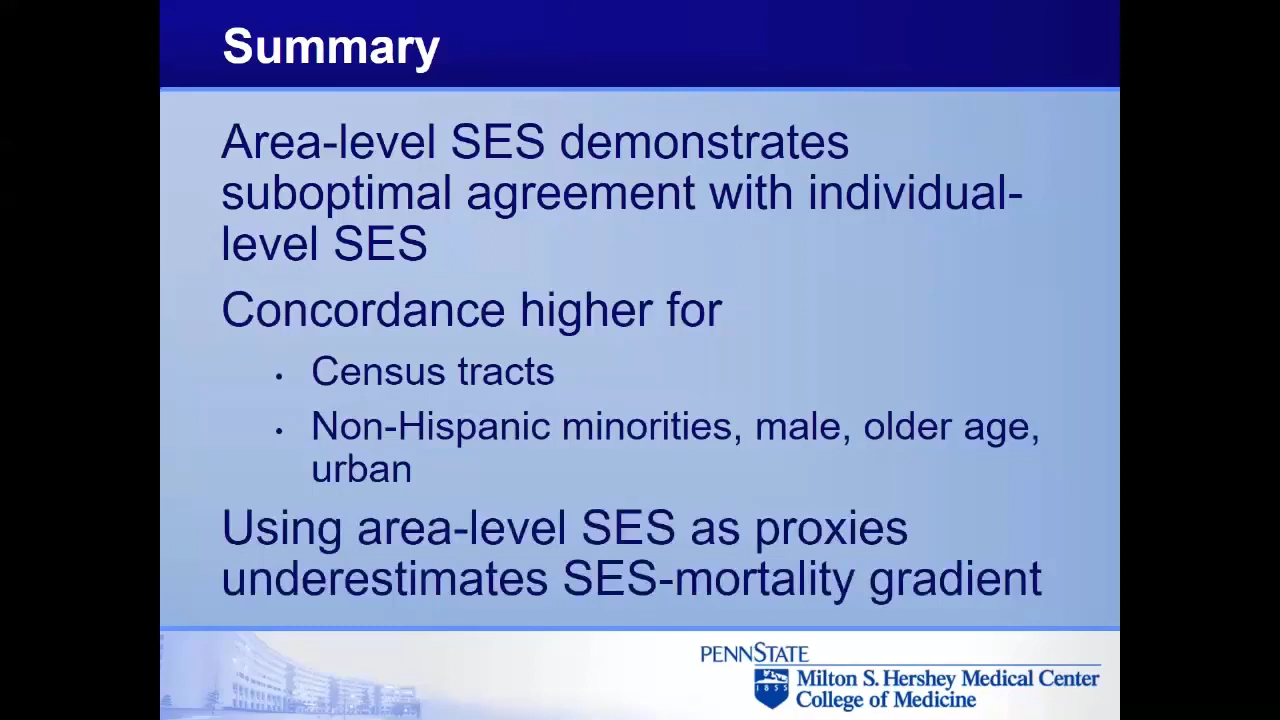 Summary
Area-level SES demonstrates
suboptimal agreement with individual-
level SES
Concordance higher for
• Census tracts
• Non-Hispanic minorities, male, older age,
urban
Using area-level SES as proxies
underestimates SES-mortality gradient
PENNSTATE
1855
Milton S. Hershey Medical Center
College of Medicine